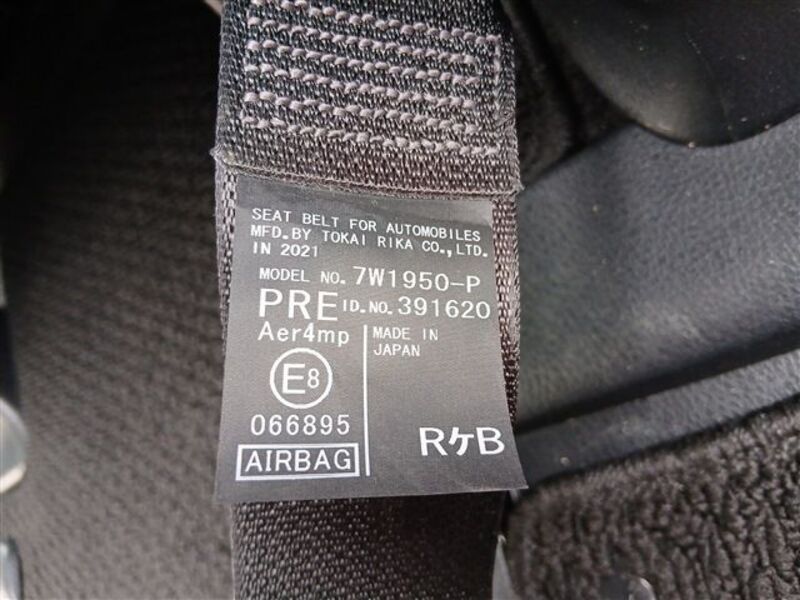 SEAT BELT FOR AUTOMOBILES
MFD.BY TOKAI RIKA CO.,LTD.
IN 2021
MODEL NO. 7W1950-P
PRE ID.NO. 391620
Aer4mp
MADE IN
JAPAN
E8
066895
AIRBAG
RケB